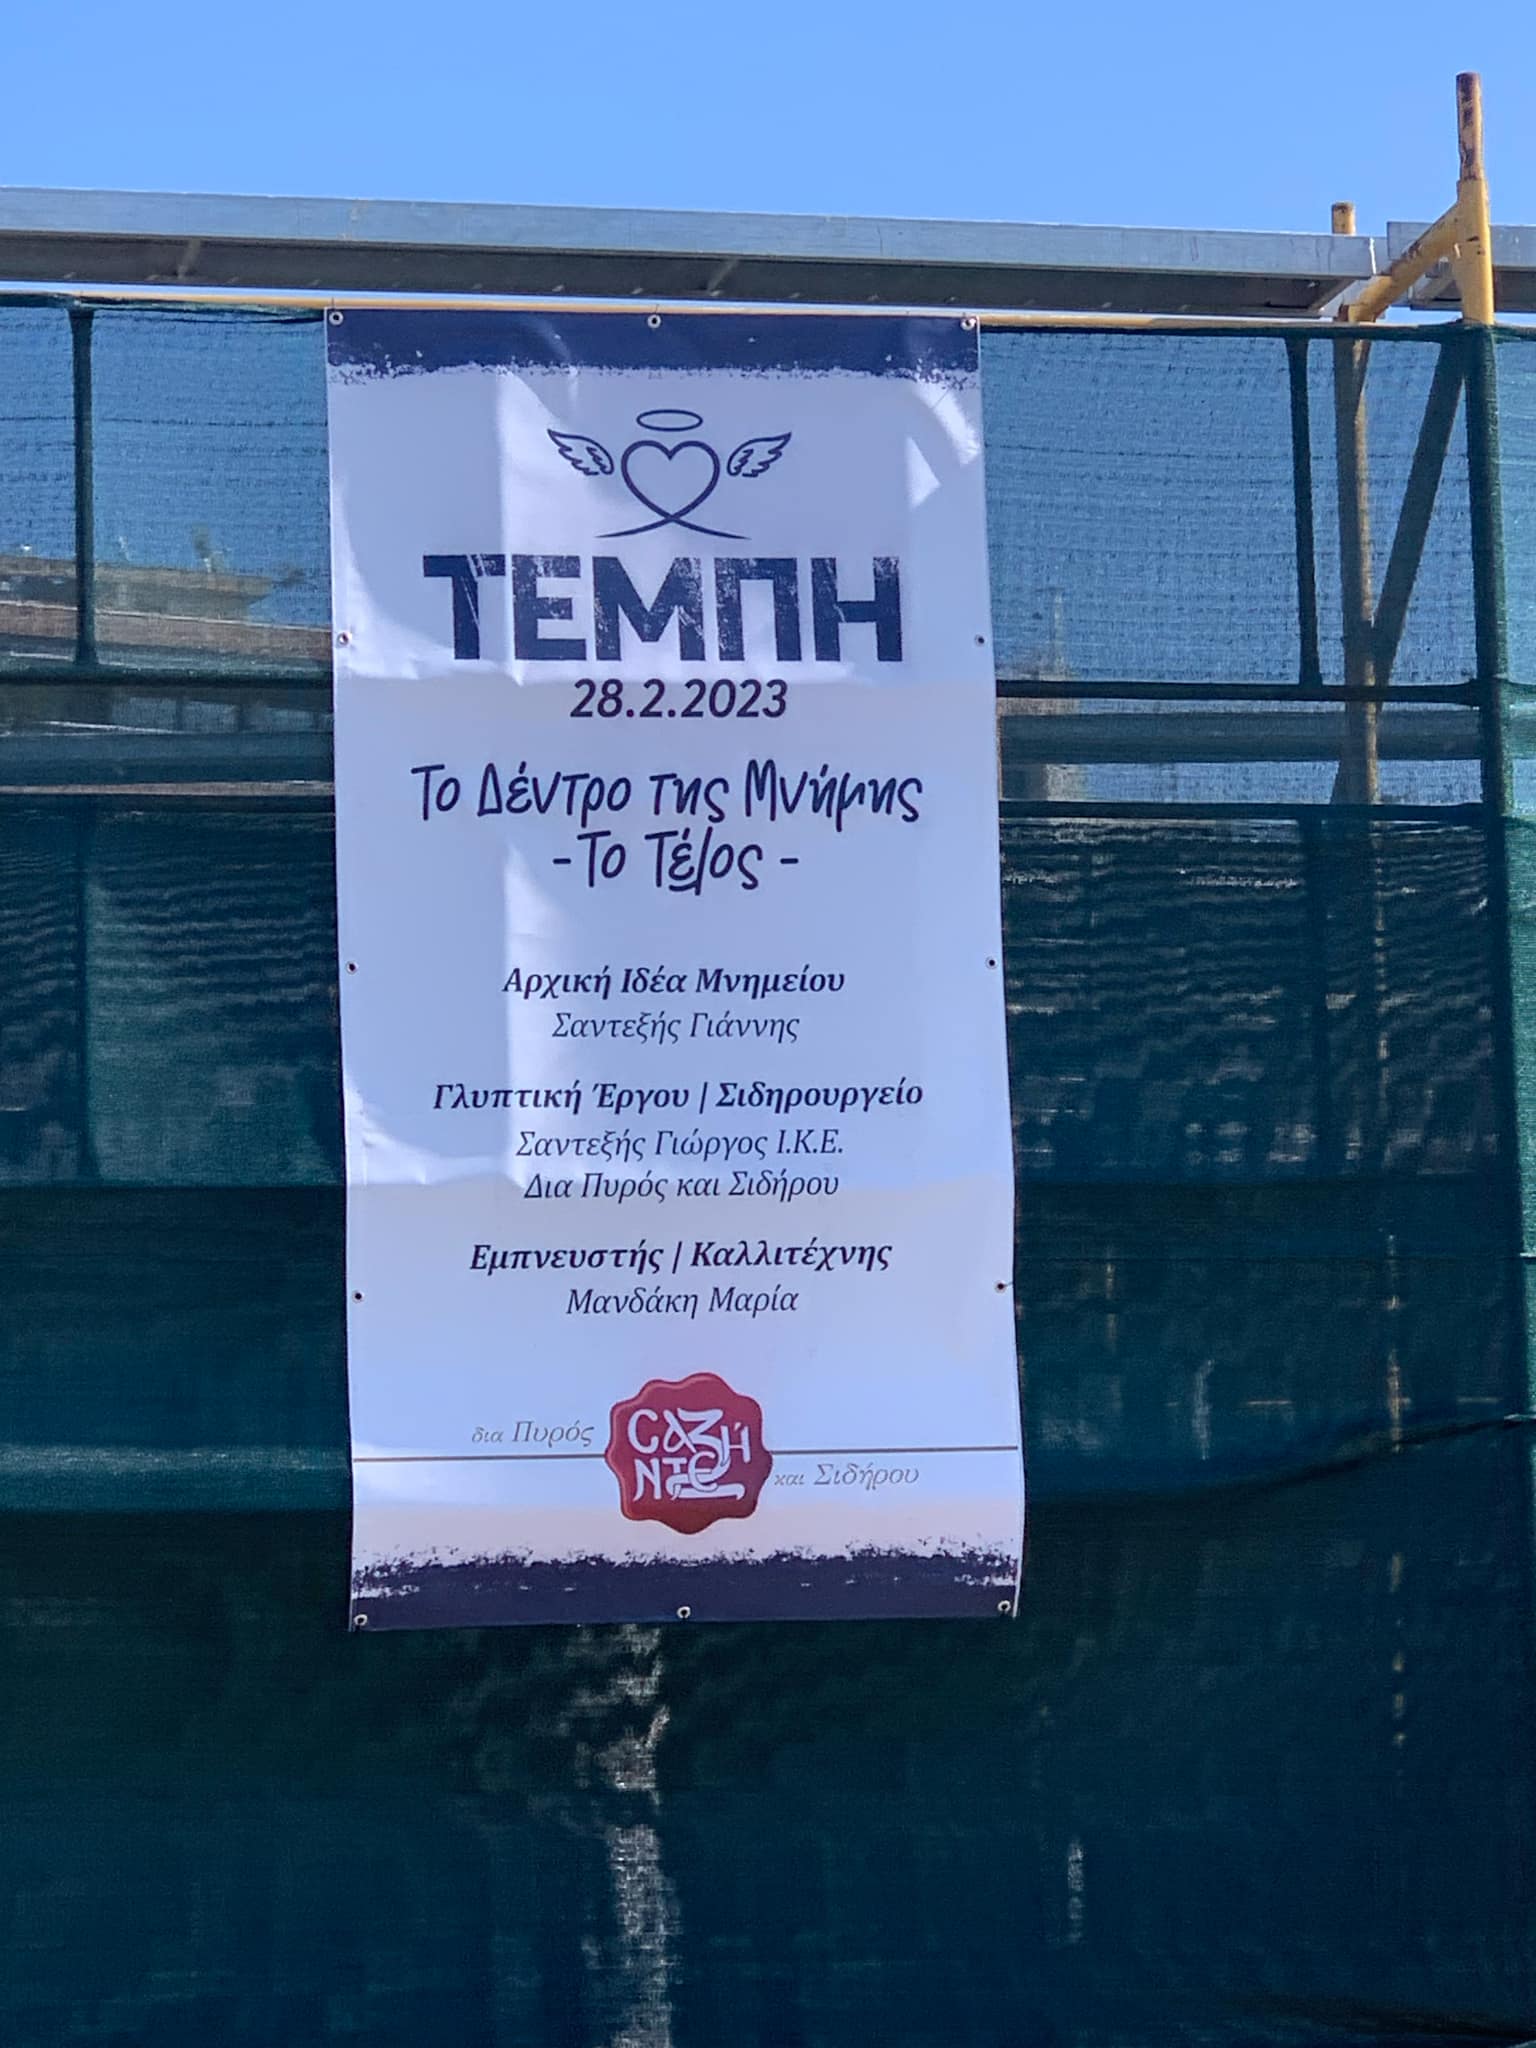 ΤΕΜΠΗ
28.2.2023
Το Δέντρο της Μνήμης
- Το Τέλος -
Αρχική Ιδέα Μνημείου
Σαντεξής Γιάννης
Γλυπτική Έργου | Σιδηρουργείο
Σαντεξής Γιώργος Ι.Κ.Ε.
Δια Πυρός και Σιδήρου
Εμπνευστής | Καλλιτέχνης
Μανδάκη Μαρία
δια Πυρός
και Σιδήρου